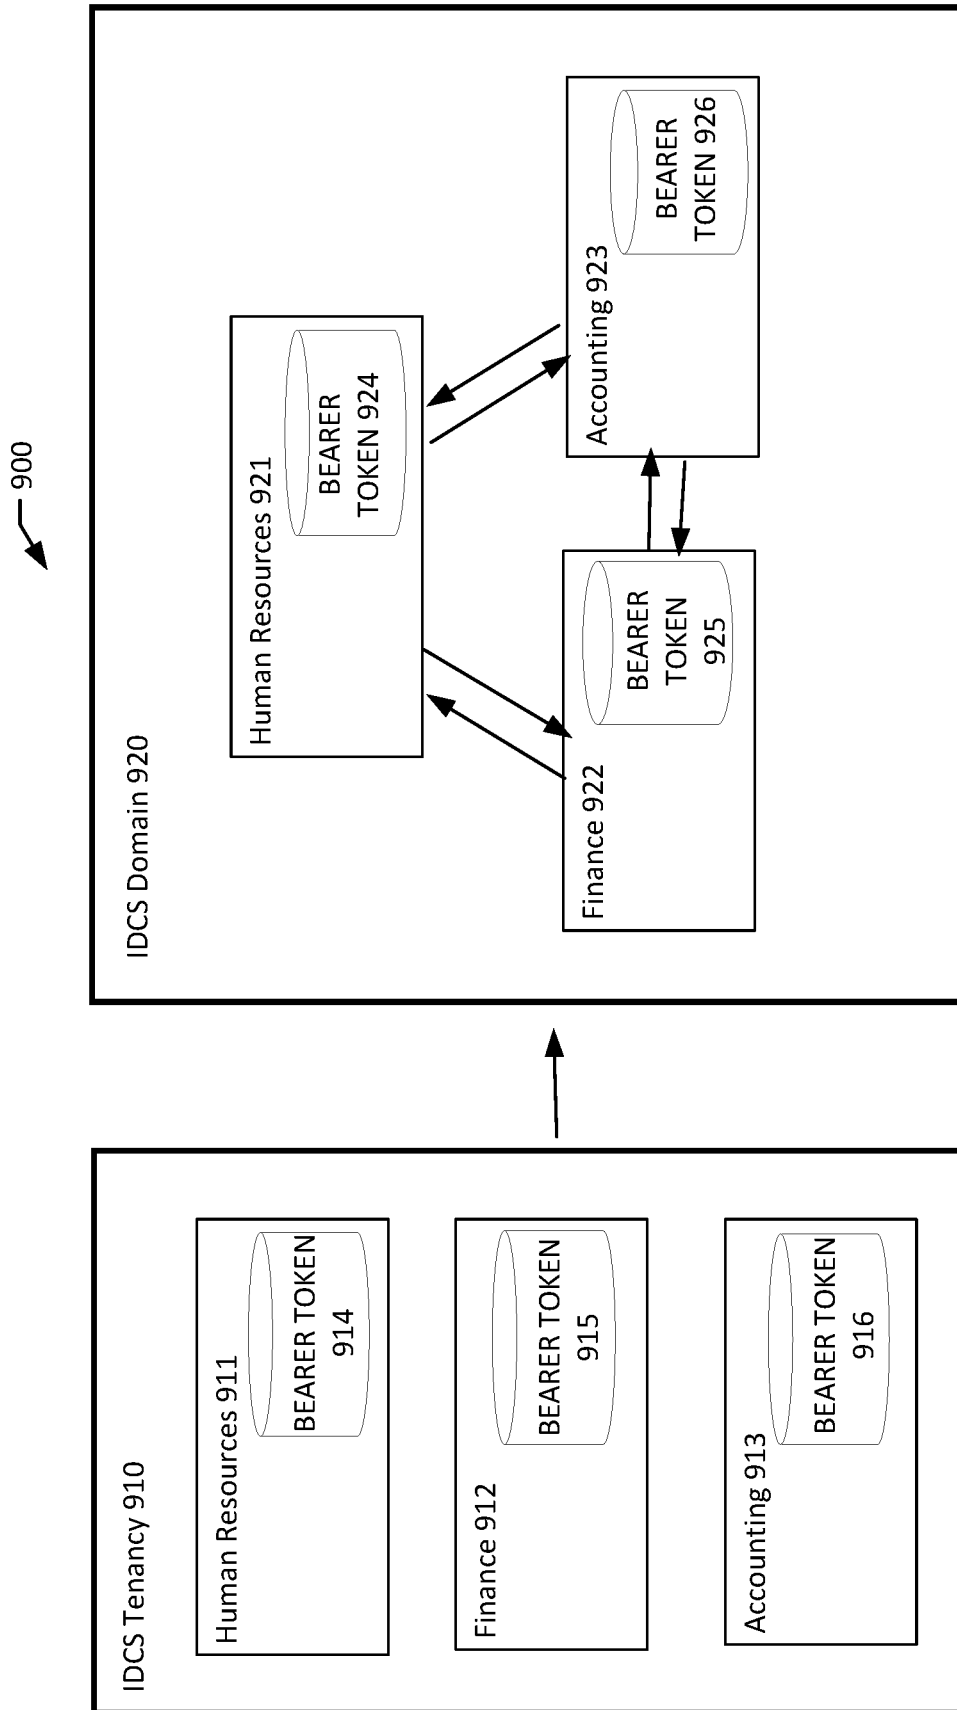 900
IDCS Tenancy 910
Human Resources 911
BEARER TOKEN
914
Finance 912
BEARER TOKEN
915
Accounting 913
BEARER TOKEN
916
IDCS Domain 920
Human Resources 921
BEARER
TOKEN 924
Finance 922
BEARER
TOKEN
925
Accounting 923
BEARER
TOKEN 926